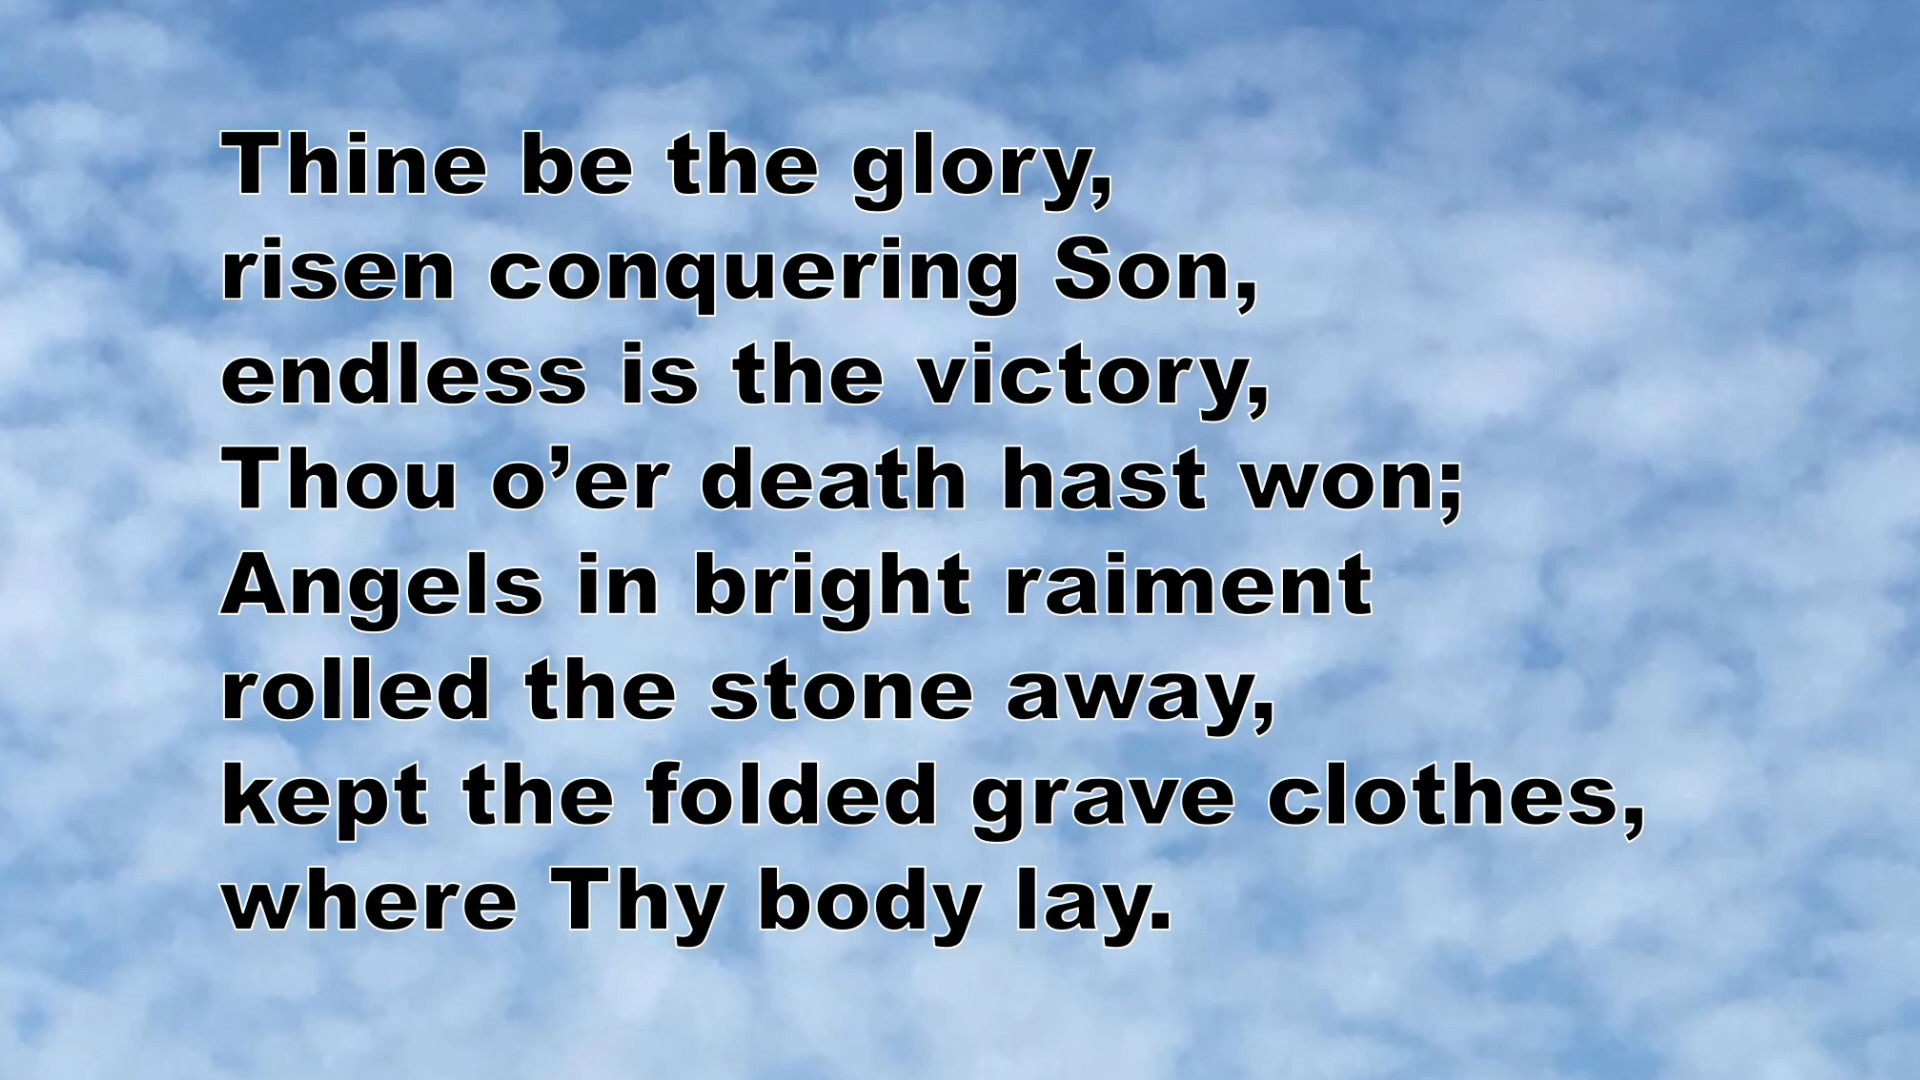 Thine be the glory,
risen conquering Son,
endless is the victory,
Thou o’er death hast won;
Angels in bright raiment
rolled the stone away,
kept the folded grave clothes,
where Thy body lay.